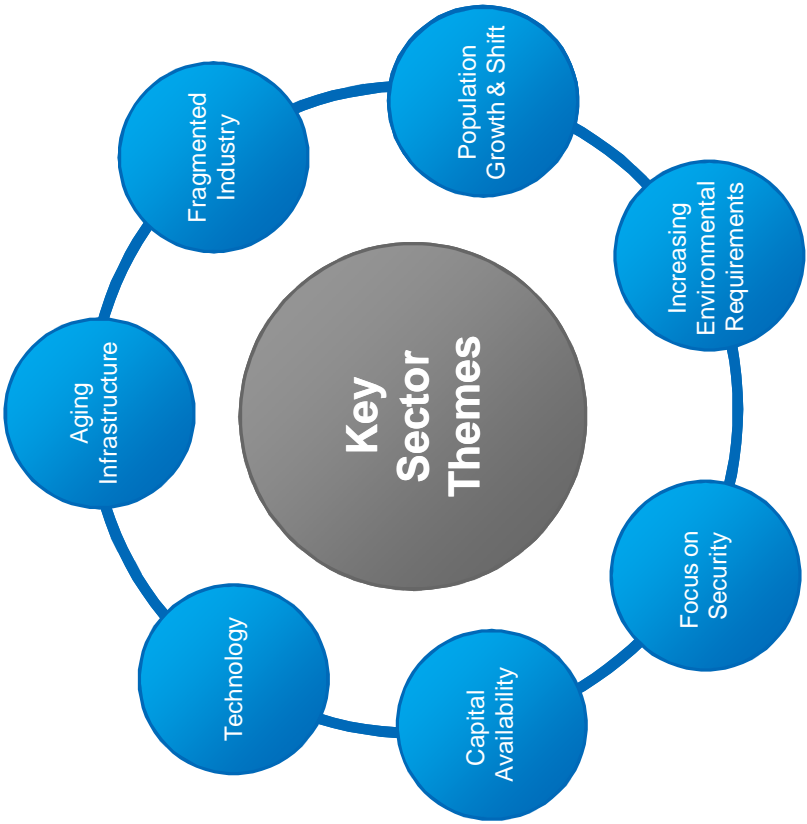 Key
Sector
Themes
Aging
Infrastructure
Fragmented
Industry
Population
Growth & Shift
Increasing
Environmental
Requirements
Focus on
Security
Capital
Availability
Technology